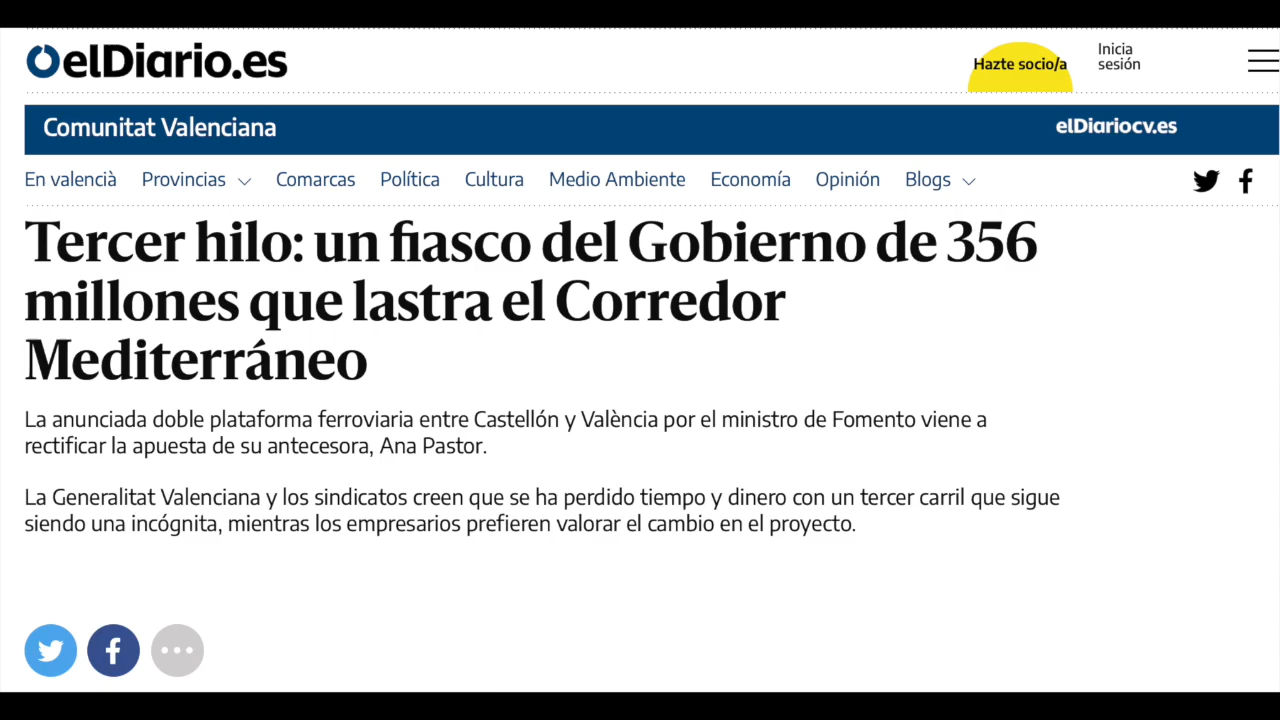 elDiario.es
Hazte socio/a
Inicia
sesión
Comunitat Valenciana
elDiariocv.es
En valencià Provincias Comarcas Política Cultura Medio Ambiente Economía Opinión Blogs
Tercer hilo: un fiasco del Gobierno de 356
millones que lastra el Corredor
Mediterráneo
La anunciada doble plataforma ferroviaria entre Castellón y València por el ministro de Fomento viene a
rectificar la apuesta de su antecesora, Ana Pastor.
La Generalitat Valenciana y los sindicatos creen que se ha perdido tiempo y dinero con un tercer carril que sigue
siendo una incógnita, mientras los empresarios prefieren valorar el cambio en el proyecto.